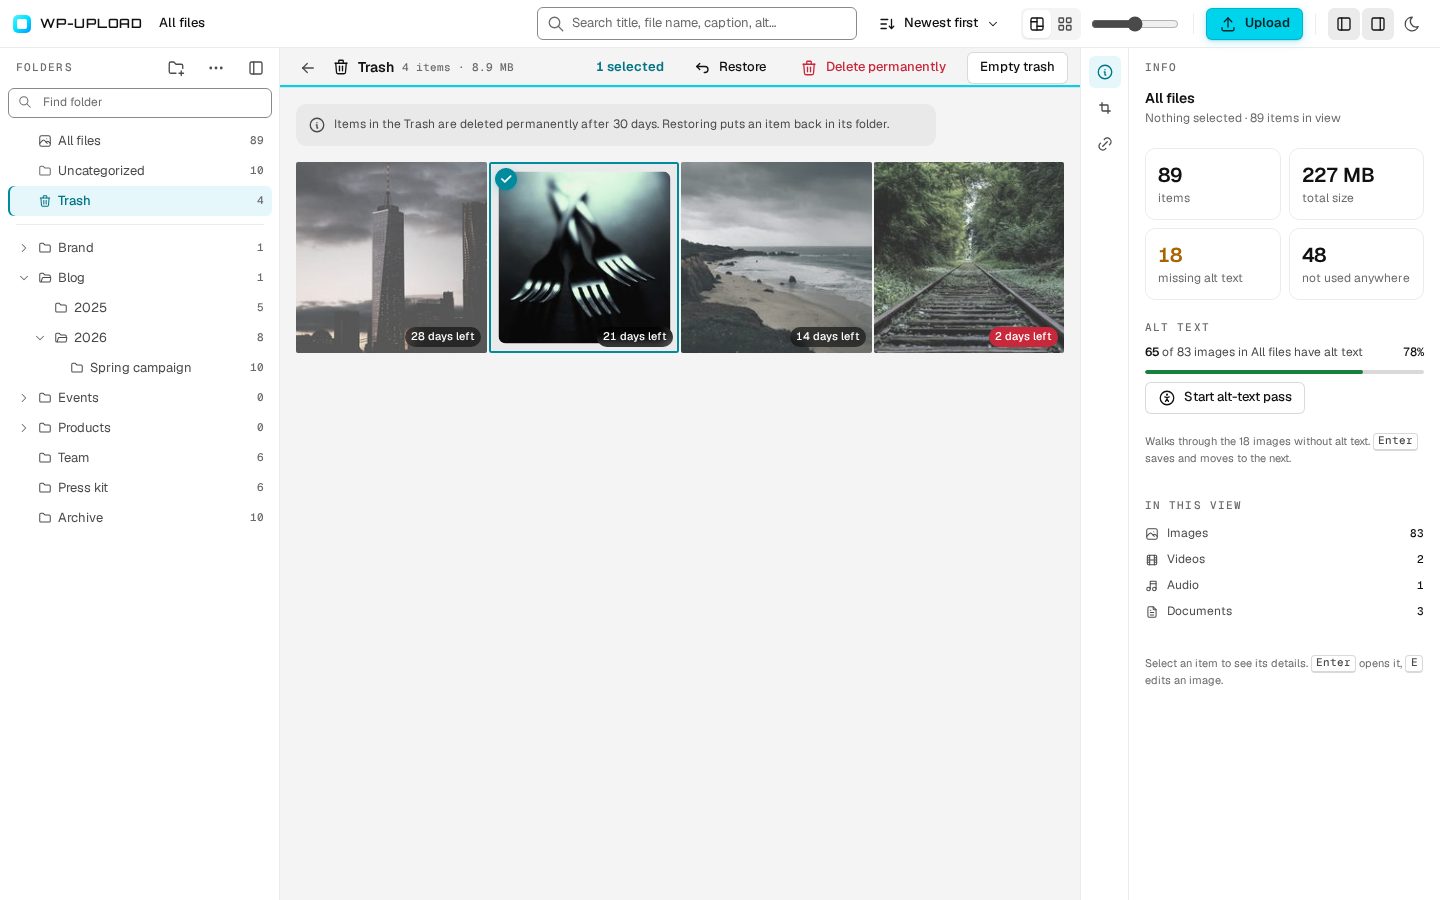 WP-UPLOAD
All files
Search title, file name, caption, alt...
Newest first
Upload
FOLDERS
Find folder
All files 89
Uncategorized 10
Trash 4
Brand 1
Blog 1
2025 5
2026 8
Spring campaign 10
Events 0
Products 0
Team 6
Press kit 6
Archive 10
Trash 4 items · 8.9 MB
1 selected
Restore
Delete permanently
Empty trash
Items in the Trash are deleted permanently after 30 days. Restoring puts an item back in its folder.
28 days left
21 days left
14 days left
2 days left
INFO
All files
Nothing selected · 89 items in view
89
items
227 MB
total size
18
missing alt text
48
not used anywhere
ALT TEXT
65 of 83 images in All files have alt text 78%
Start alt-text pass
Walks through the 18 images without alt text. Enter
saves and moves to the next.
IN THIS VIEW
Images 83
Videos 2
Audio 1
Documents 3
Select an item to see its details. Enter opens it, E
edits an image.